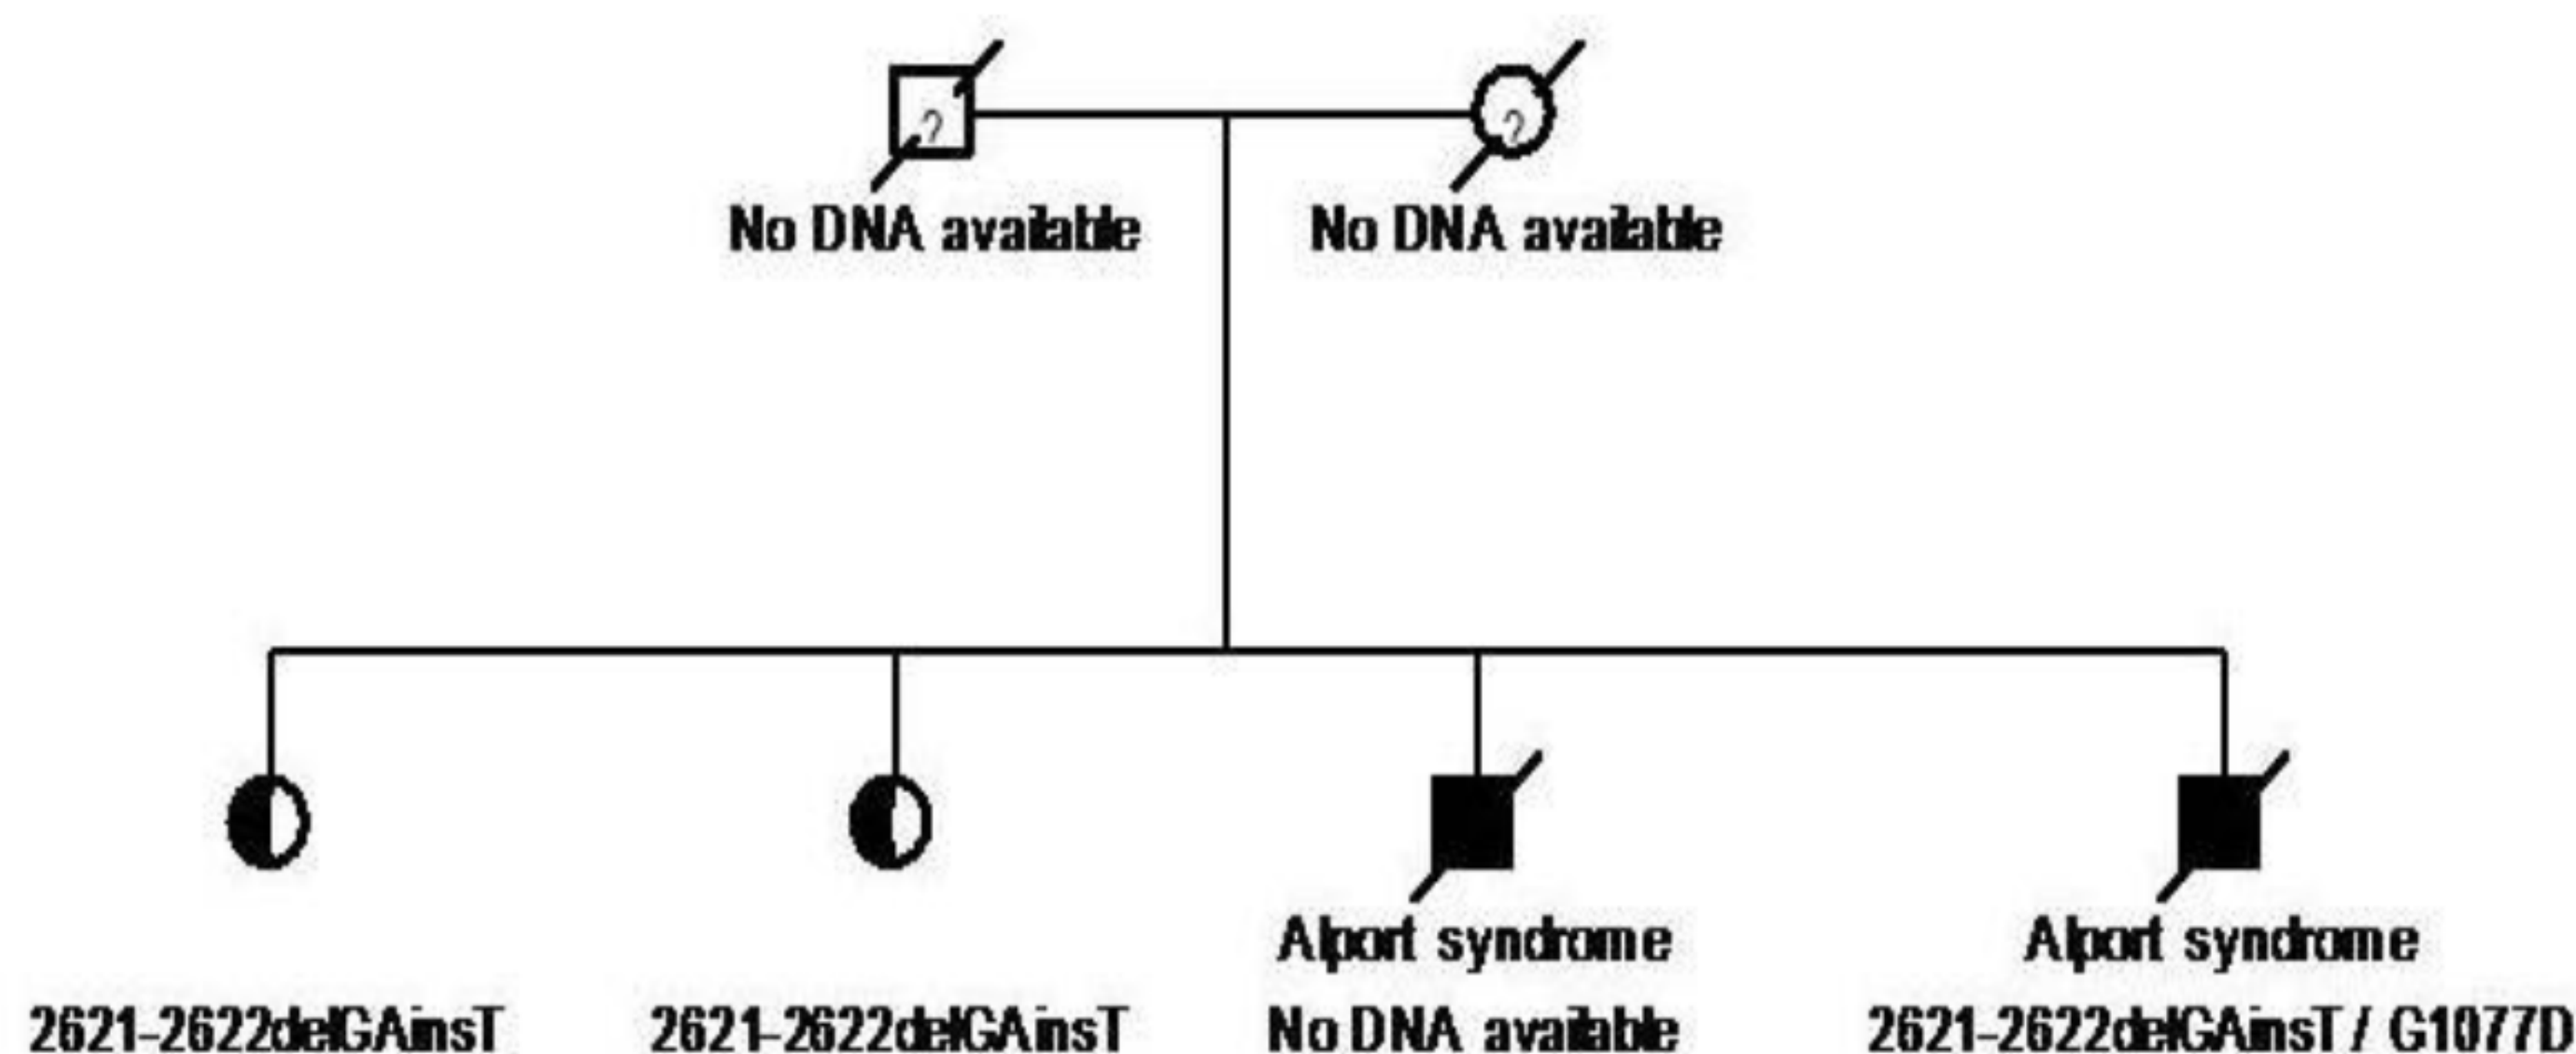 ?
?
No DNA available
No DNA available
Alport syndrome
Alport syndrome
2621-2622delGAinsT
2621-2622delGAinsT
No DNA available
2621-2622delGAinsT / G1077D